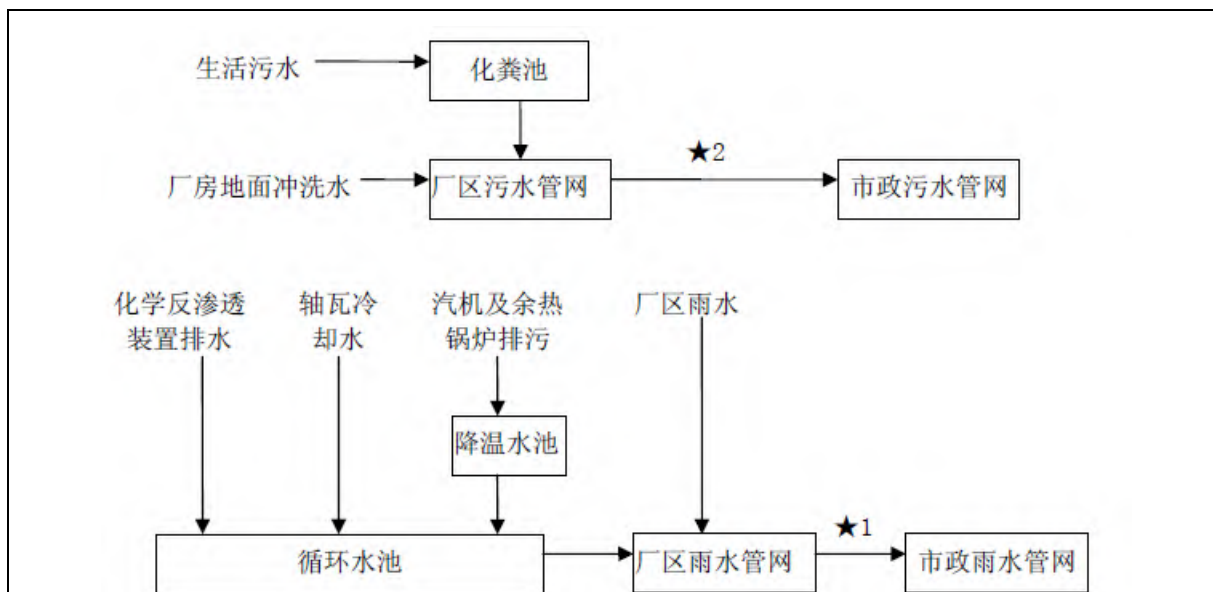 生活污水
化粪池
★2
厂房地面冲洗水
厂区污水管网
市政污水管网
化学反渗透
装置排水
轴瓦冷
却水
汽机及余热
锅炉排污
厂区雨水
降温水池
★1
循环水池
厂区雨水管网
市政雨水管网